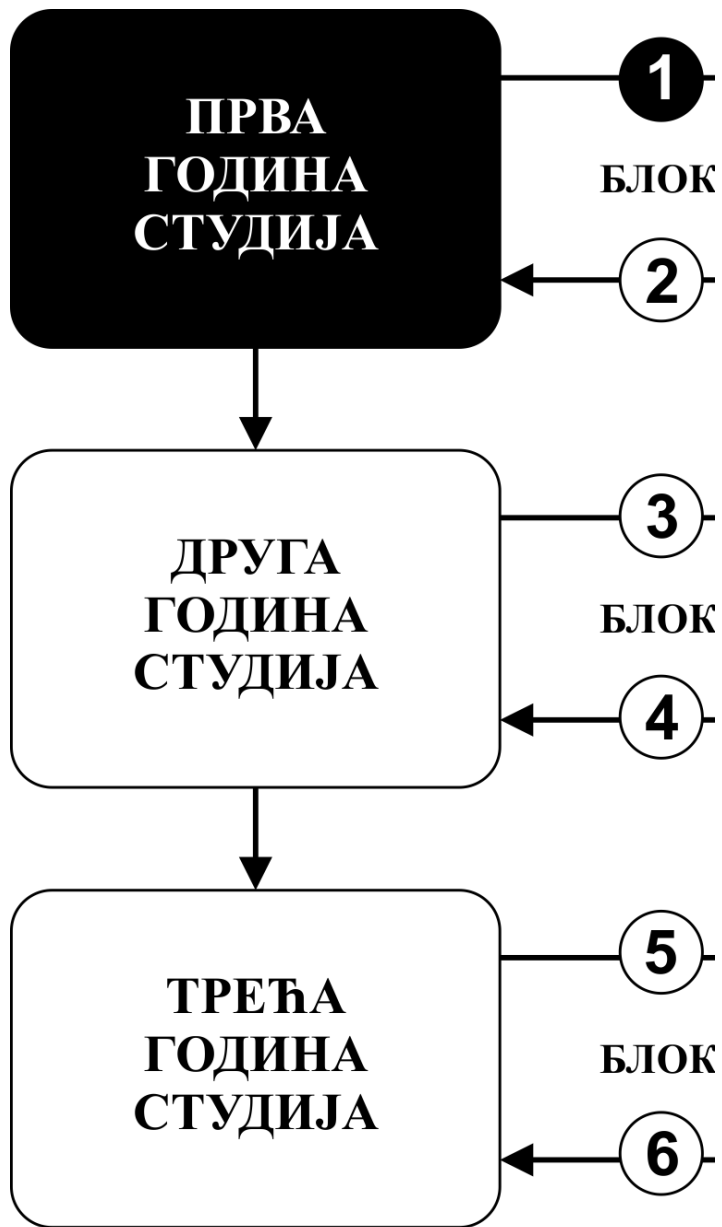 ПРВА
ГОДИНА
СТУДИЈА
1
БЛОК
2
ДРУГА
ГОДИНА
СТУДИЈА
3
БЛОК
4
ТРЕЋА
ГОДИНА
СТУДИЈА
5
БЛОК
6